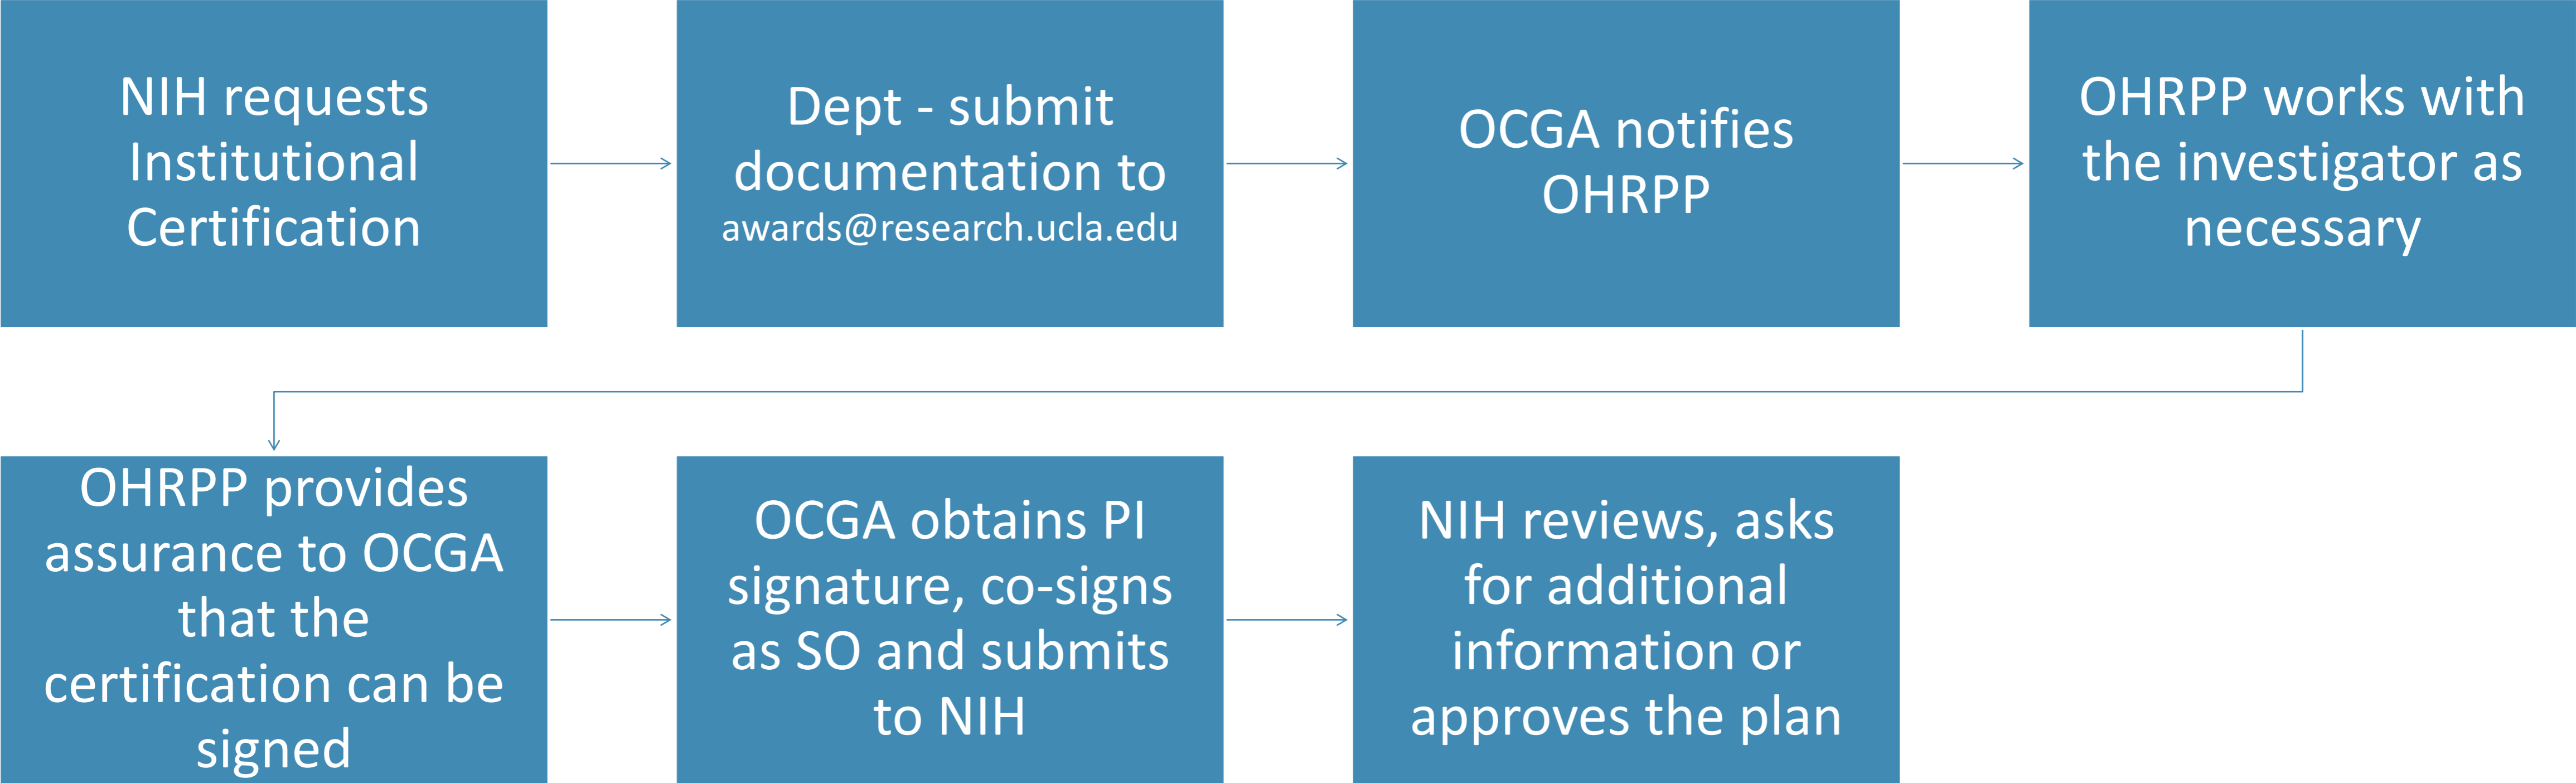 NIH requests
Institutional
Certification
Dept - submit
documentation to
awards@research.ucla.edu
OCGA notifies
OHRPP
OHRPP works with
the investigator as
necessary
OHRPP provides
assurance to OCGA
that the
certification can be
signed
OCGA obtains PI
signature, co-signs
as SO and submits
to NIH
NIH reviews, asks
for additional
information or
approves the plan